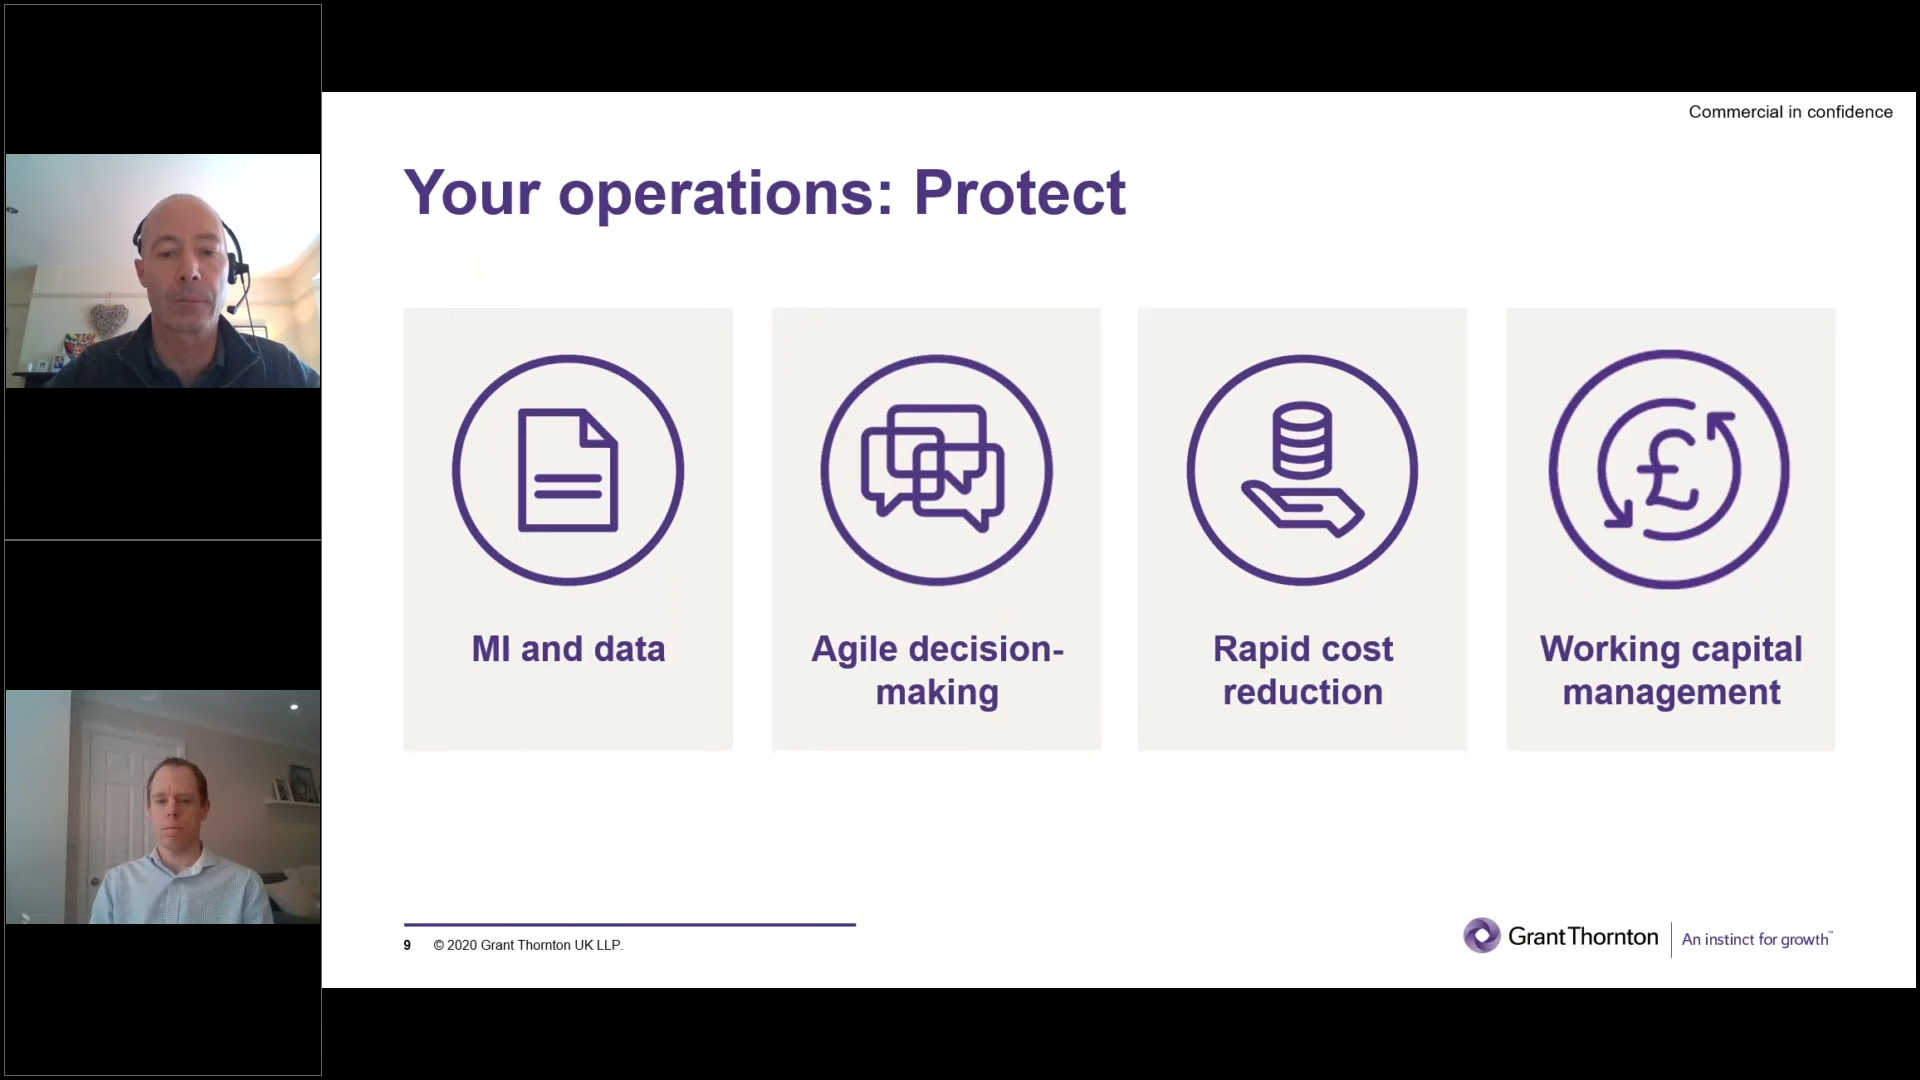 Commercial in confidence
Your operations: Protect
MI and data
Agile decision-
making
Rapid cost
reduction
Working capital
management
9 © 2020 Grant Thornton UK LLP.
GrantThornton An instinct for growth™